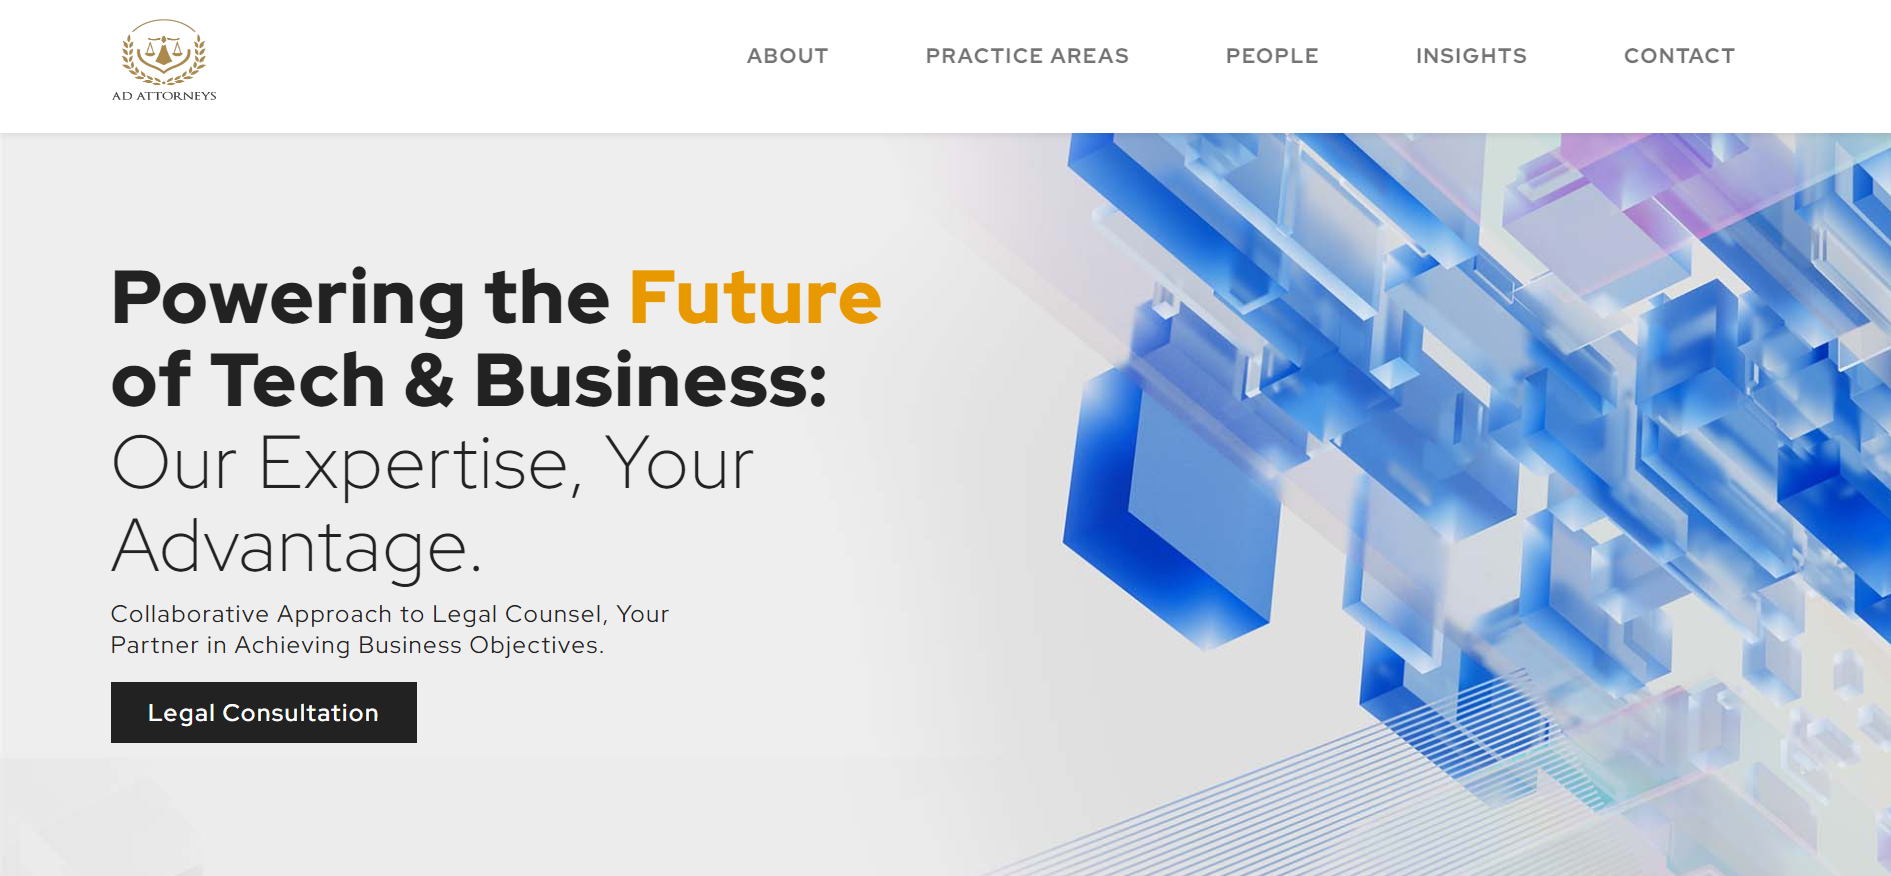 AD ATTORNEYS
ABOUT
PRACTICE AREAS
PEOPLE
INSIGHTS
CONTACT
Powering the Future
of Tech & Business:
Our Expertise, Your
Advantage.
Collaborative Approach to Legal Counsel, Your
Partner in Achieving Business Objectives.
Legal Consultation